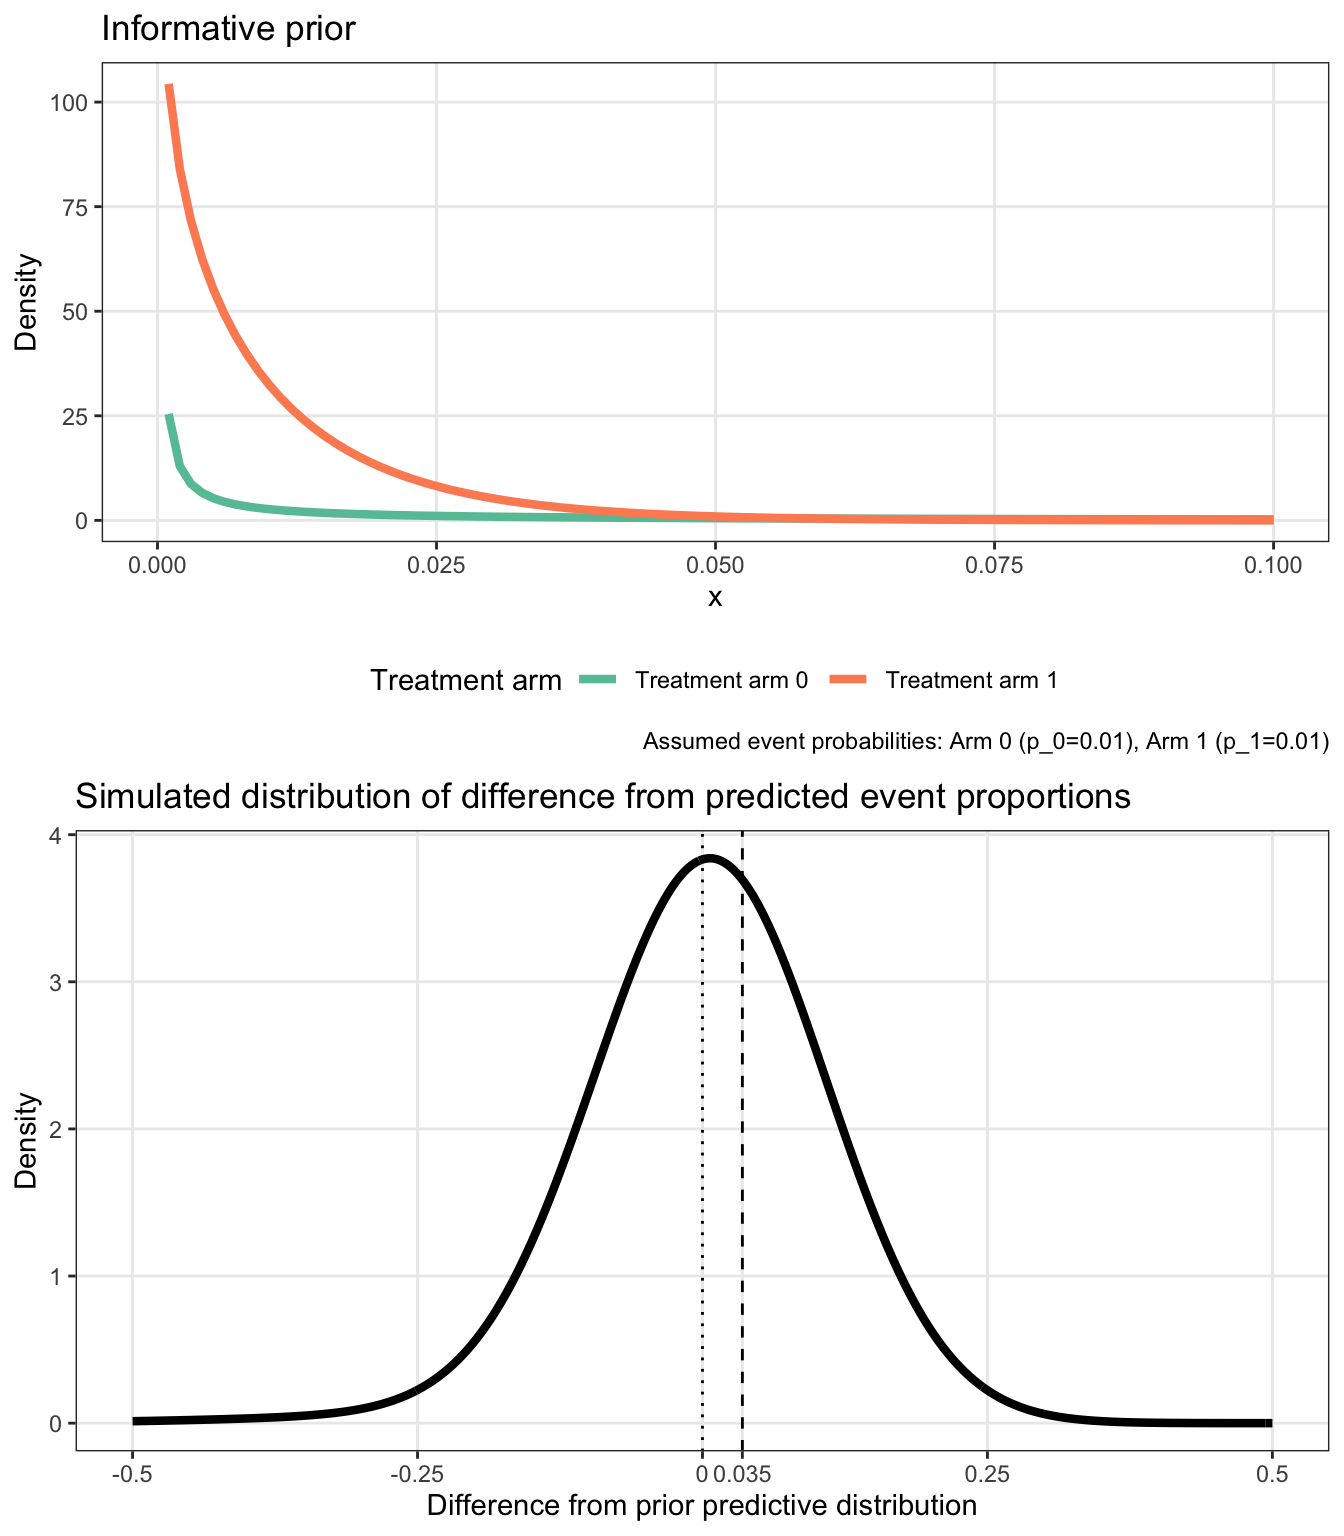 Informative prior
100
75
50
25
0
Density
0.000 0.025 0.050 0.075 0.100
x
Treatment arm Treatment arm 0 Treatment arm 1
Assumed event probabilities: Arm 0 (p_0=0.01), Arm 1 (p_1=0.01)
Simulated distribution of difference from predicted event proportions
4
3
2
1
0
Density
-0.5 -0.25 0 0.035 0.25 0.5
Difference from prior predictive distribution